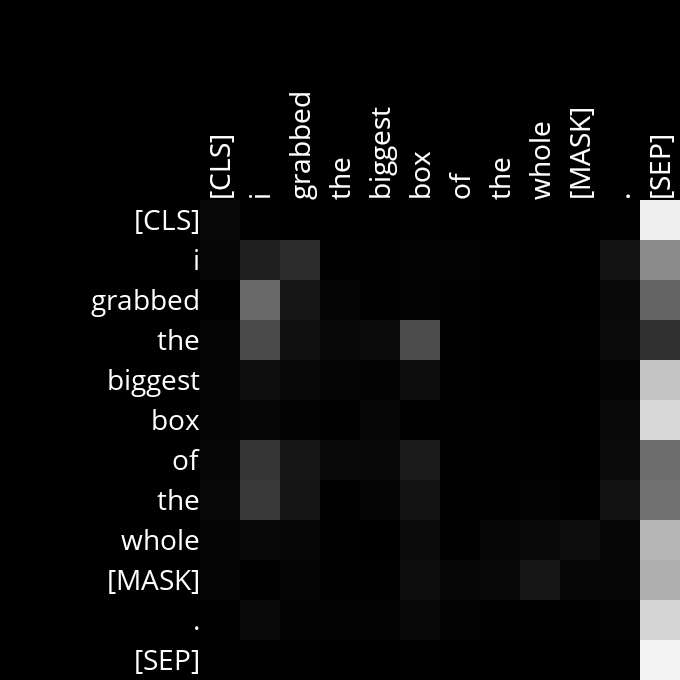 [CLS] i grabbed the biggest box of the whole [MASK] . [SEP]
[CLS]
i
grabbed
the
biggest
box
of
the
whole
[MASK]
.
[SEP]